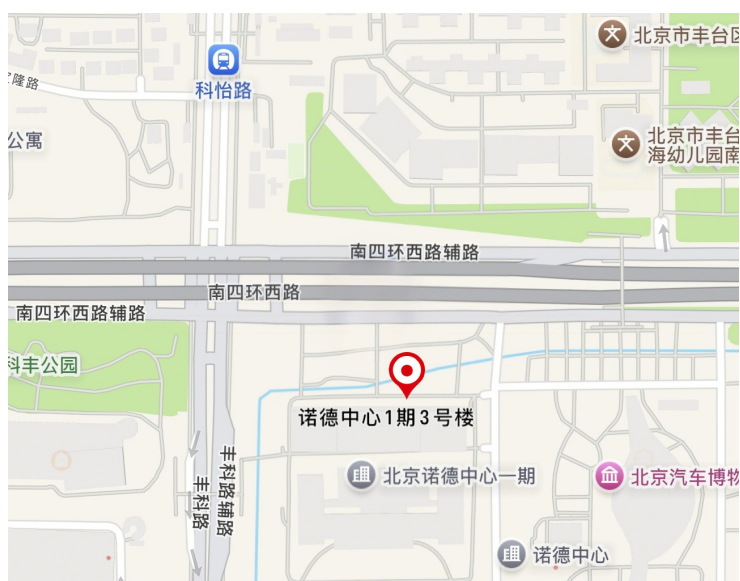 北京市丰台区
科怡路
隆路
公寓
北京市丰台
海幼儿园南
南四环西路辅路
南四环西路
南四环西路辅路
科丰公园
诺德中心1期3号楼
丰科路辅路
丰科路
北京诺德中心一期
北京汽车博物
诺德中心